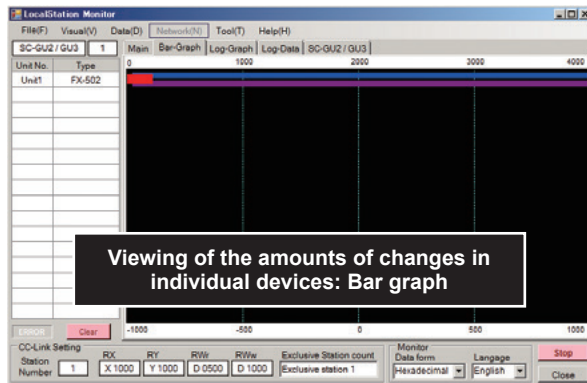 LocalStation Monitor
File(F) Visual(V) Data(D) Network(N) Tool(T) Help(H)
SC-GU2 / GU3 1 Main Bar-Graph Log-Graph Log-Data SC-GU2 / GU3
Unit No. Type 0 1000 2000 3000 4000
Unit1 FX-502
Viewing of the amounts of changes in
individual devices: Bar graph
ERROR Clear -1000 -500 0 500 1000
CC-Link Setting Monitor
RX RY RWr RWw Exclusive Station count Data form Langage Stop
Station Number 1 X 1000 Y 1000 D 0500 D 1000 Exclusive station 1 Hexadecimal English Close